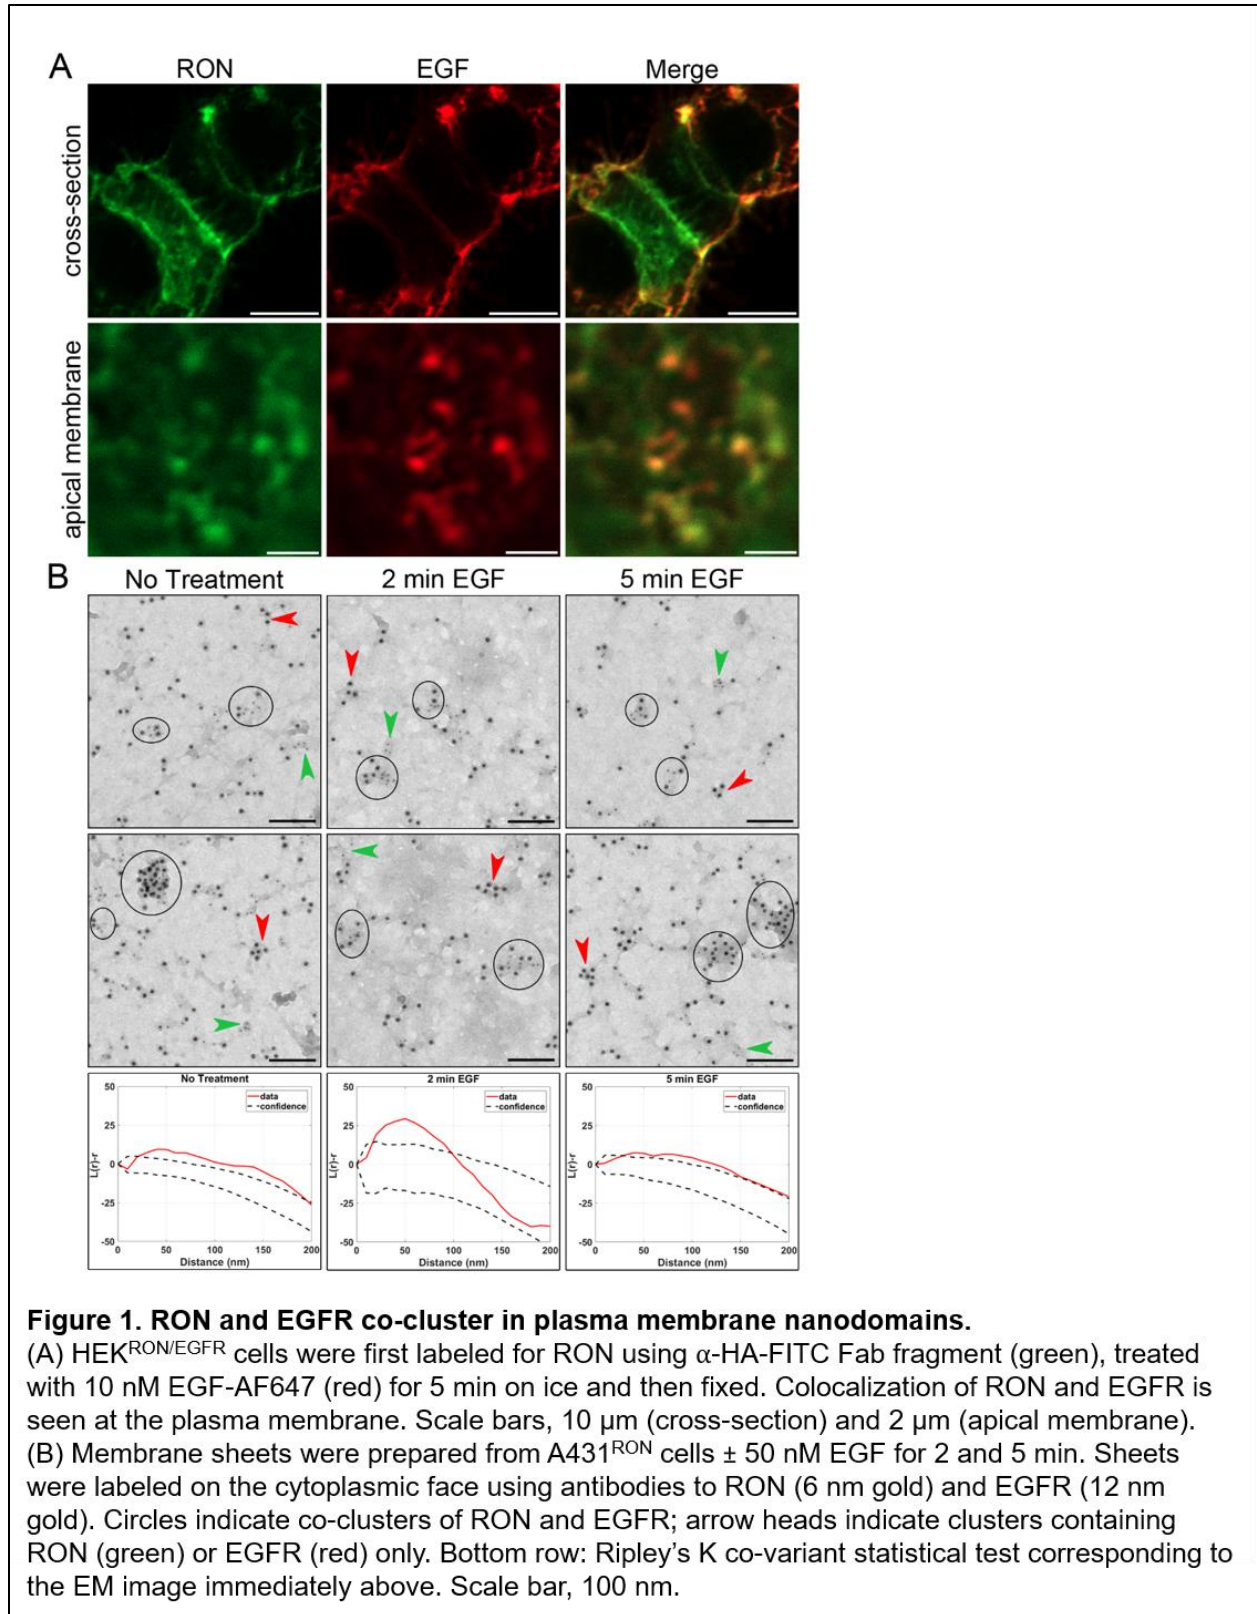 A
RON
EGF
Merge
cross-section
apical membrane
B
No Treatment
2 min EGF
5 min EGF
No Treatment
50
25
0
-25
-50
L(r)-r
data
confidence
0
50
100
150
200
Distance (nm)
2 min EGF
50
25
0
-25
-50
L(r)-r
data
confidence
0
50
100
150
200
Distance (nm)
5 min EGF
50
25
0
-25
-50
L(r)-r
data
confidence
0
50
100
150
200
Distance (nm)
Figure 1. RON and EGFR co-cluster in plasma membrane nanodomains.
(A) HEK^RON/EGFR cells were first labeled for RON using α-HA-FITC Fab fragment (green), treated
with 10 nM EGF-AF647 (red) for 5 min on ice and then fixed. Colocalization of RON and EGFR is
seen at the plasma membrane. Scale bars, 10 µm (cross-section) and 2 µm (apical membrane).
(B) Membrane sheets were prepared from A431^RON cells ± 50 nM EGF for 2 and 5 min. Sheets
were labeled on the cytoplasmic face using antibodies to RON (6 nm gold) and EGFR (12 nm
gold). Circles indicate co-clusters of RON and EGFR; arrow heads indicate clusters containing
RON (green) or EGFR (red) only. Bottom row: Ripley's K co-variant statistical test corresponding to
the EM image immediately above. Scale bar, 100 nm.